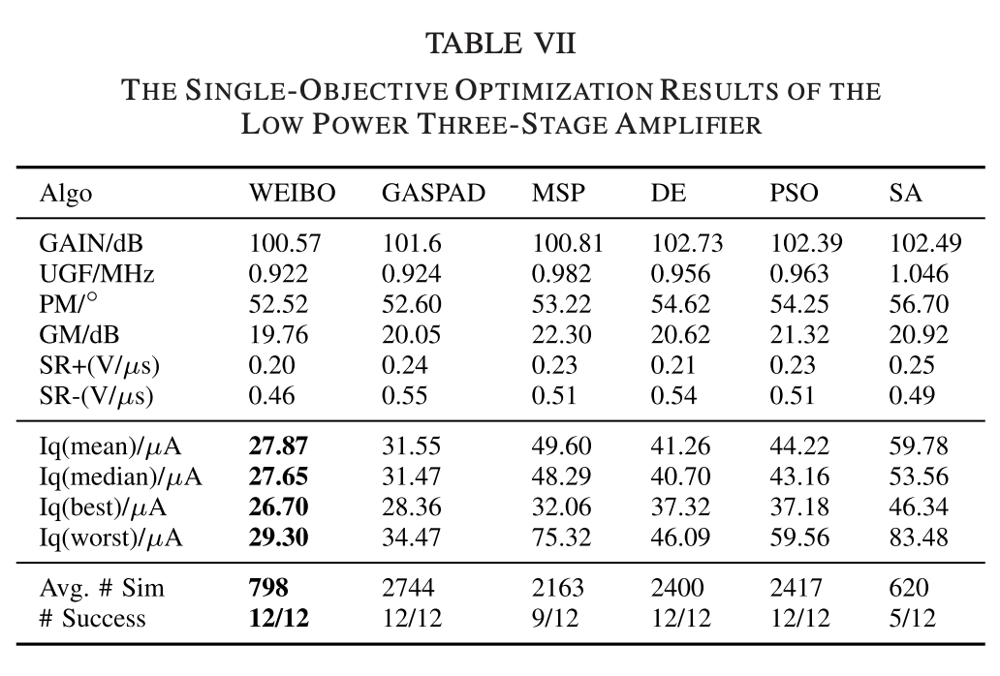 TABLE VII
THE SINGLE-OBJECTIVE OPTIMIZATION RESULTS OF THE
LOW POWER THREE-STAGE AMPLIFIER
Algo WEIBO GASPAD MSP DE PSO SA
GAIN/dB 100.57 101.6 100.81 102.73 102.39 102.49
UGF/MHz 0.922 0.924 0.982 0.956 0.963 1.046
PM/° 52.52 52.60 53.22 54.62 54.25 56.70
GM/dB 19.76 20.05 22.30 20.62 21.32 20.92
SR+(V/μs) 0.20 0.24 0.23 0.21 0.23 0.25
SR-(V/μs) 0.46 0.55 0.51 0.54 0.51 0.49
Iq(mean)/μA 27.87 31.55 49.60 41.26 44.22 59.78
Iq(median)/μA 27.65 31.47 48.29 40.70 43.16 53.56
Iq(best)/μA 26.70 28.36 32.06 37.32 37.18 46.34
Iq(worst)/μA 29.30 34.47 75.32 46.09 59.56 83.48
Avg. # Sim 798 2744 2163 2400 2417 620
# Success 12/12 12/12 9/12 12/12 12/12 5/12